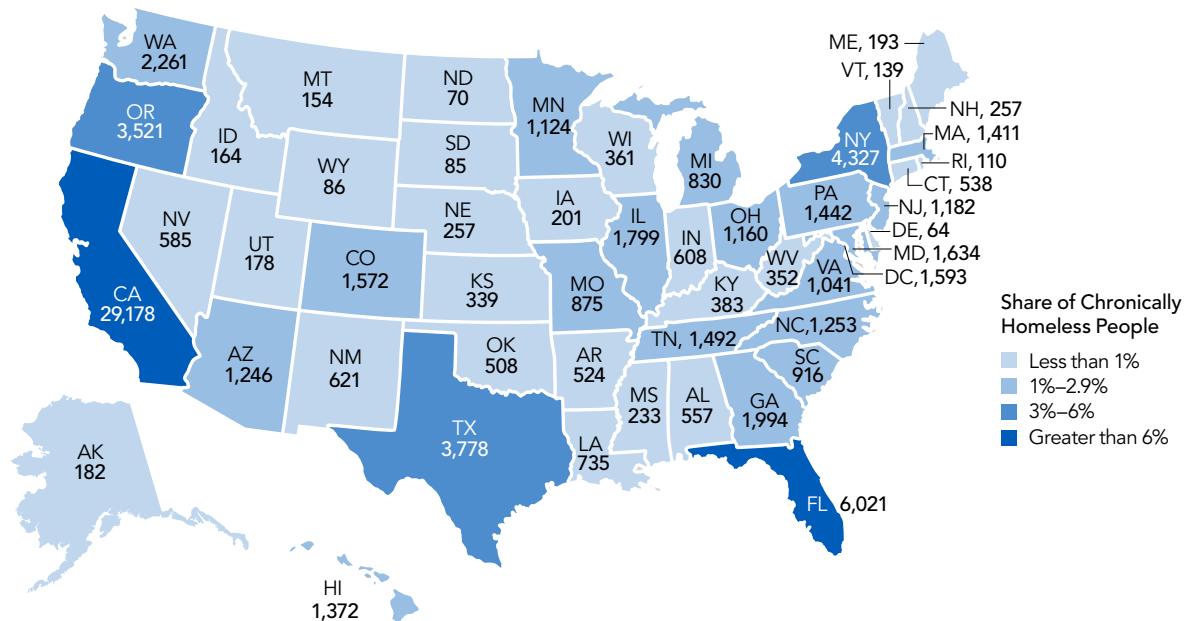 WA
2,261
OR
3,521
CA
29,178
ID
164
NV
585
MT
154
WY
86
UT
178
AZ
1,246
CO
1,572
NM
621
ND
70
SD
85
NE
257
KS
339
OK
508
TX
3,778
MN
1,124
IA
201
MO
875
AR
524
LA
735
WI
361
IL
1,799
MI
830
IN
608
OH
1,160
KY
383
TN, 1,492
MS
233
AL
557
GA
1,994
FL 6,021
SC
916
NC, 1,253
VA
1,041
WV
352
PA
1,442
NY
4,327
ME, 193
VT, 139
NH, 257
MA, 1,411
RI, 110
CT, 538
NJ, 1,182
DE, 64
MD, 1,634
DC, 1,593
AK
182
HI
1,372
Share of Chronically
Homeless People
Less than 1%
1%–2.9%
3%–6%
Greater than 6%